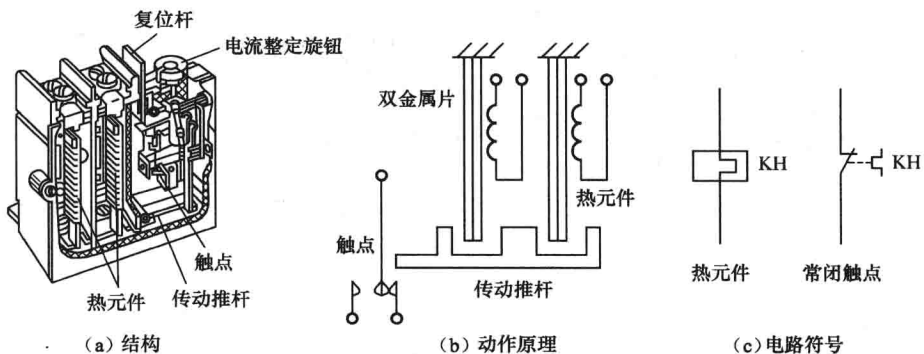 复位杆
电流整定旋钮
触点
热元件
传动推杆
(a) 结构
双金属片
热元件
触点
传动推杆
(b) 动作原理
KH
KH
热元件
常闭触点
(c) 电路符号